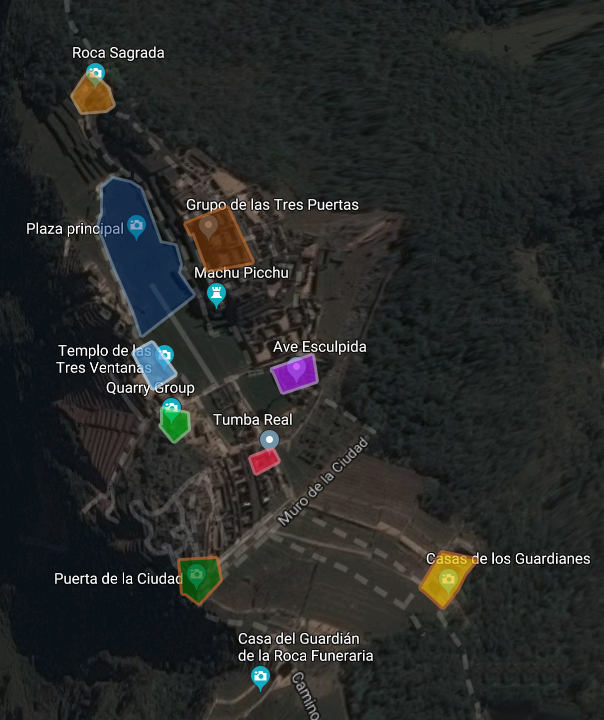 Roca Sagrada
Grupo de las Tres Puertas
Plaza principal
Machu Picchu
Templo de las
Tres Ventanas
Ave Esculpida
Quarry Group
Tumba Real
Muro de la Ciudad
Casas de los Guardianes
Puerta de la Ciudad
Casa del Guardián
de la Roca Funeraria
Camino